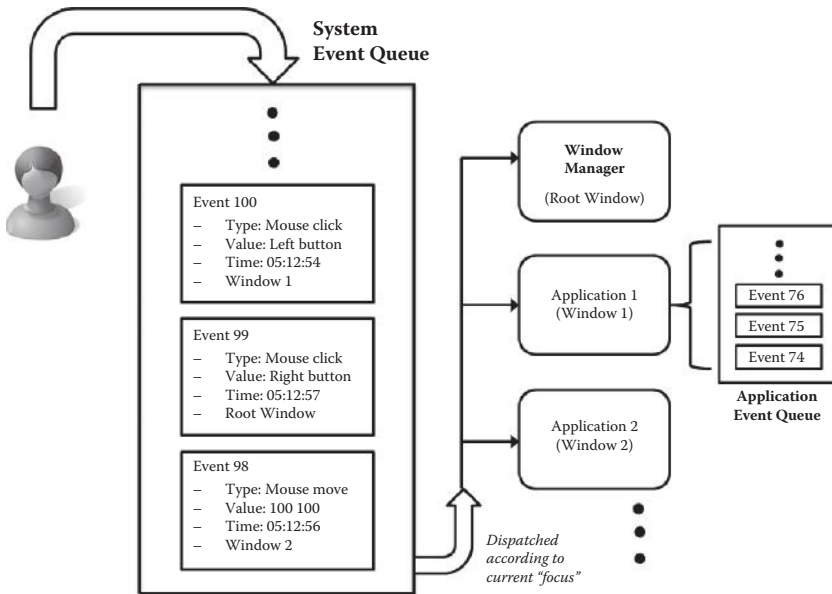 System
Event Queue
Event 100
– Type: Mouse click
– Value: Left button
– Time: 05:12:54
– Window 1
Event 99
– Type: Mouse click
– Value: Right button
– Time: 05:12:57
– Root Window
Event 98
– Type: Mouse move
– Value: 100 100
– Time: 05:12:56
– Window 2
Dispatched
according to
current “focus”
Window
Manager
(Root Window)
Application 1
(Window 1)
Application 2
(Window 2)
Event 76
Event 75
Event 74
Application
Event Queue